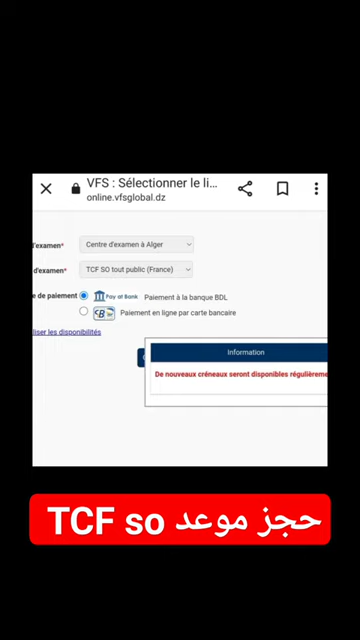 VFS : Sélectionner le li...
online.vfsglobal.dz
d'examen* Centre d'examen à Alger
d'examen* TCF SO tout public (France)
e de paiement Pay at Bank Paiement à la banque BDL
CB Paiement en ligne par carte bancaire
liser les disponibilités
Information
De nouveaux créneaux seront disponibles régulièreme
حجز موعد TCF so